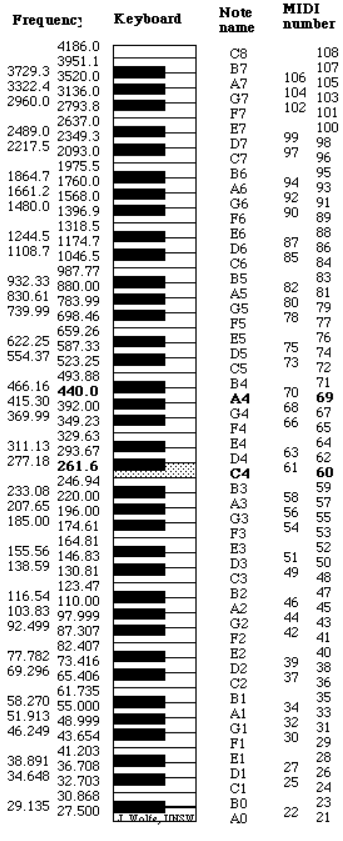 Frequency Keyboard Note name MIDI number
4186.0 C8 108
3951.1 B7 107
3729.3 106
3520.0 A7 105
3322.4 104
3136.0 G7 103
2960.0 102
2793.8 F7 101
2637.0 E7 100
2489.0 99
2349.3 D7 98
2217.5 97
2093.0 C7 96
1975.5 B6 95
1864.7 94
1760.0 A6 93
1661.2 92
1568.0 G6 91
1480.0 90
1396.9 F6 89
1318.5 E6 88
1244.5 87
1174.7 D6 86
1108.7 85
1046.5 C6 84
987.77 B5 83
932.33 82
880.00 A5 81
830.61 80
783.99 G5 79
739.99 78
698.46 F5 77
659.26 E5 76
622.25 75
587.33 D5 74
554.37 73
523.25 C5 72
493.88 B4 71
466.16 70
440.0 A4 69
415.30 68
392.00 G4 67
369.99 66
349.23 F4 65
329.63 E4 64
311.13 63
293.67 D4 62
277.18 61
261.6 C4 60
246.94 B3 59
233.08 58
220.00 A3 57
207.65 56
196.00 G3 55
185.00 54
174.61 F3 53
164.81 E3 52
155.56 51
146.83 D3 50
138.59 49
130.81 C3 48
123.47 B2 47
116.54 46
110.00 A2 45
103.83 44
97.999 G2 43
92.499 42
87.307 F2 41
82.407 E2 40
77.782 39
73.416 D2 38
69.296 37
65.406 C2 36
61.735 B1 35
58.270 34
55.000 A1 33
51.913 32
48.999 G1 31
46.249 30
43.654 F1 29
41.203 E1 28
38.891 27
36.708 D1 26
34.648 25
32.703 C1 24
30.868 B0 23
29.135 22
27.500 A0 21
J. Wolfe, UNSW